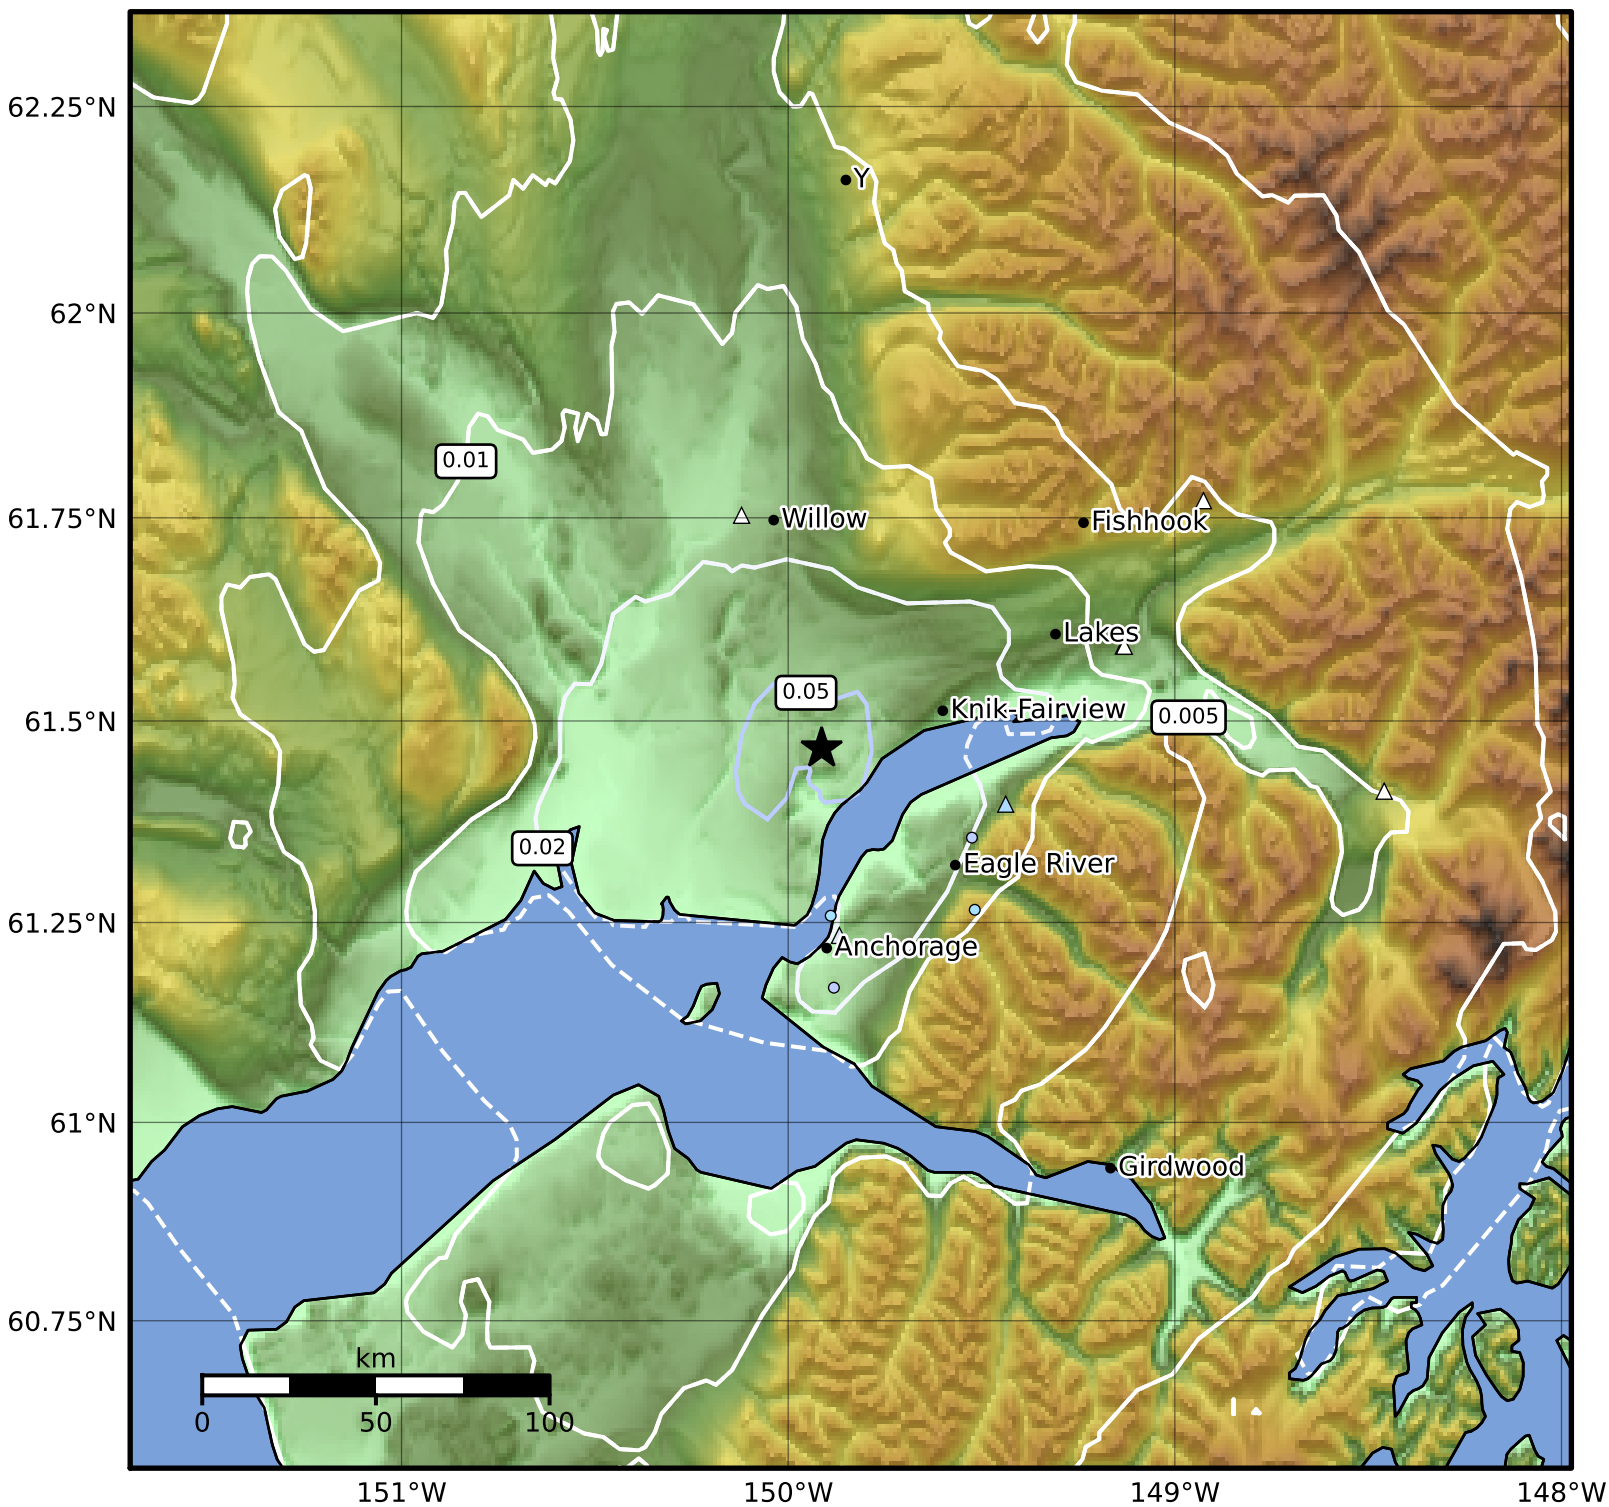 62.25°N
Y
62°N
0.01
61.75°N
Willow
Fishhook
Lakes
0.05
Knik-Fairview
0.005
61.5°N
0.02
Eagle River
61.25°N
Anchorage
61°N
Girdwood
60.75°N
km
0 50 100
151°W 150°W 149°W 148°W